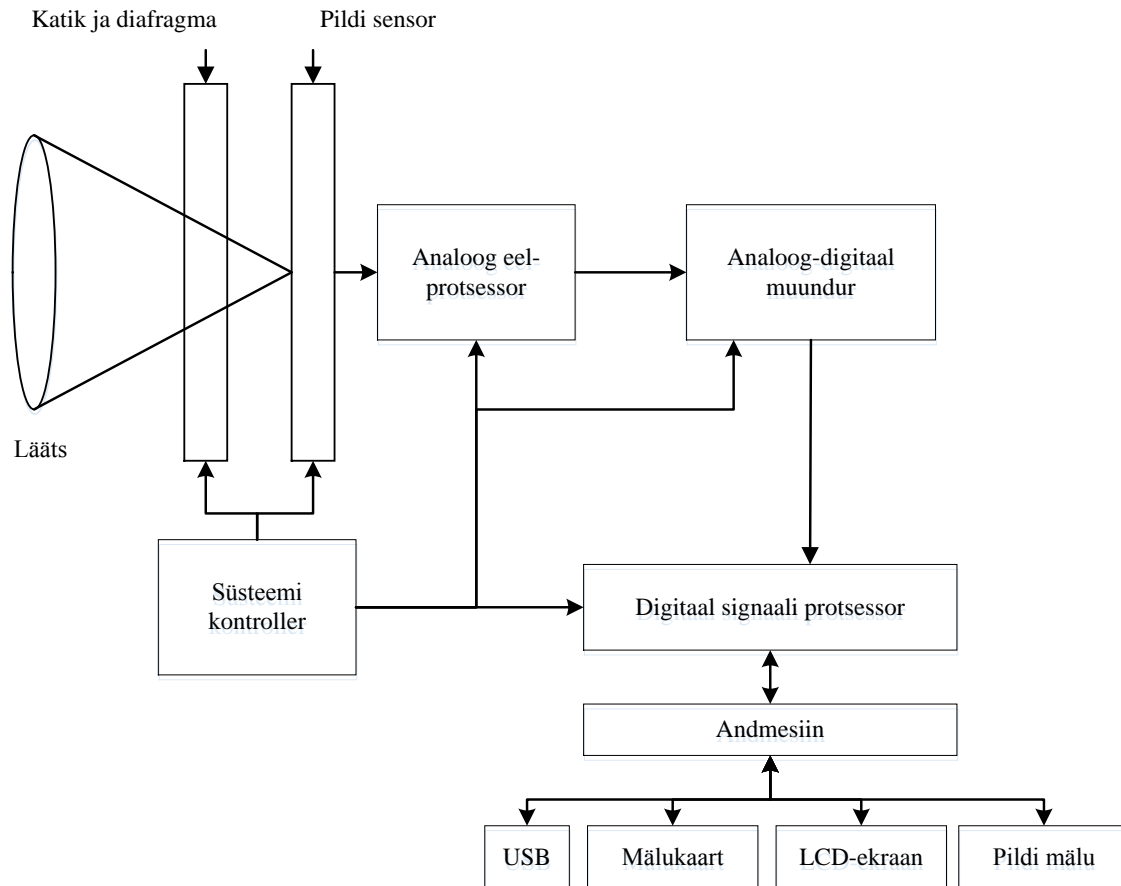 Katik ja diafragma
Pildi sensor
Analoog eel-
protsessor
Analoog-digitaal
muundur
Lääts
Süsteemi
kontroller
Digitaal signaali protsessor
Andmesiin
USB
Mälukaart
LCD-ekraan
Pildi mälu